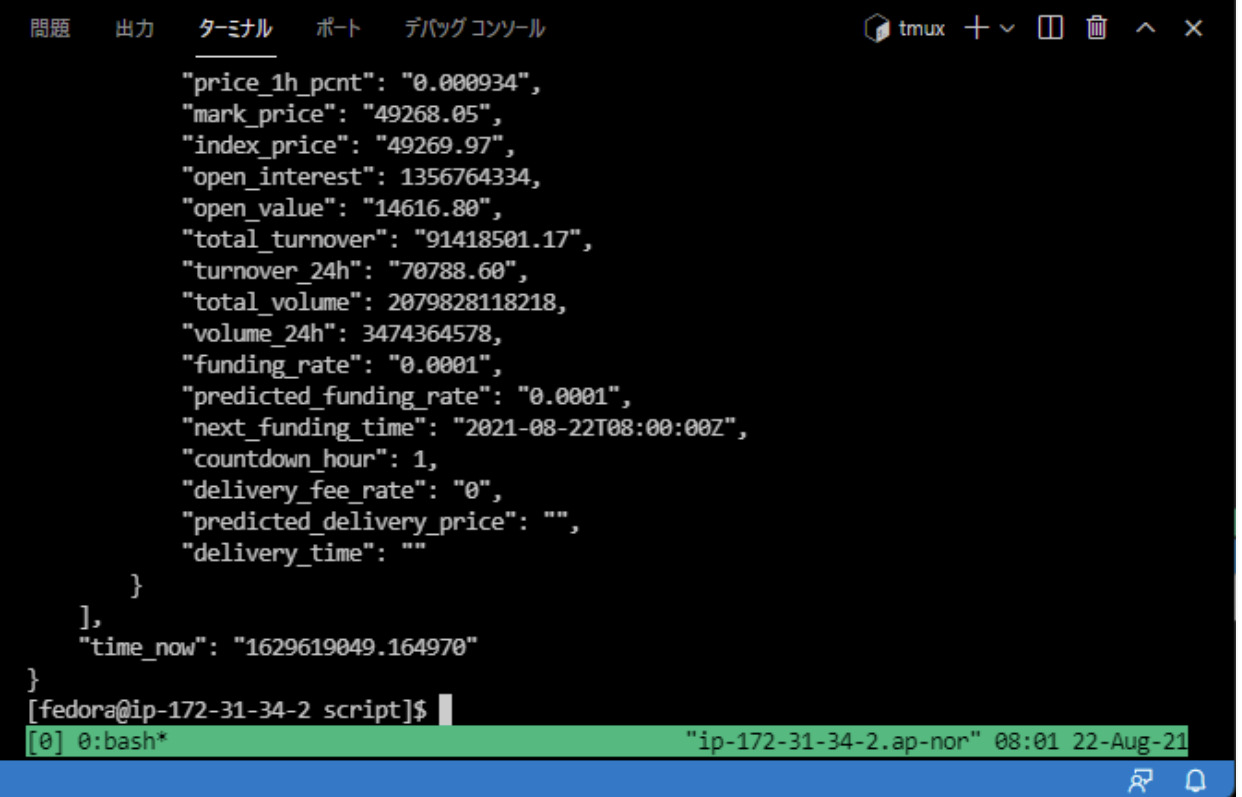 問題 出力 ターミナル ポート デバッグ コンソール tmux
"price_1h_pcnt": "0.000934",
"mark_price": "49268.05",
"index_price": "49269.97",
"open_interest": 1356764334,
"open_value": "14616.80",
"total_turnover": "91418501.17",
"turnover_24h": "70788.60",
"total_volume": 2079828118218,
"volume_24h": 3474364578,
"funding_rate": "0.0001",
"predicted_funding_rate": "0.0001",
"next_funding_time": "2021-08-22T08:00:00Z",
"countdown_hour": 1,
"delivery_fee_rate": "0",
"predicted_delivery_price": "",
"delivery_time": ""
}
],
"time_now": "1629619049.164970"
}
[fedora@ip-172-31-34-2 script]$
[0] 0:bash* "ip-172-31-34-2.ap-nor" 08:01 22-Aug-21